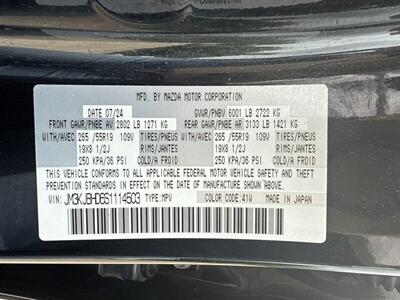 MFD. BY MAZDA MOTOR CORPORATION
DATE 07/24 GVWR/PNBV 6001 LB 2722 KG
FRONT GAWR/PNBE AV 2802 LB 1271 KG REAR GAWR/PNBE AR 3133 LB 1421 KG
WITH/AVEC 265 /55R19 109V TIRES/PNEUS WITH/AVEC 265 /55R19 109V TIRES/PNEUS
19X8 1/2J RIMS/JANTES 19X8 1/2J RIMS/JANTES
250 KPA/36 PSI COLD/A FROID 250 KPA/36 PSI COLD/A FROID
THIS VEHICLE CONFORMS TO ALL APPLICABLE FEDERAL MOTOR VEHICLE SAFETY
AND THEFT PREVENTION STANDARDS IN EFFECT ON THE DATE OF MANUFACTURE SHOWN ABOVE.
VIN: JM3KJBHD6S1114503 TYPE:MPV COLOR CODE:41W MADE IN JAPAN